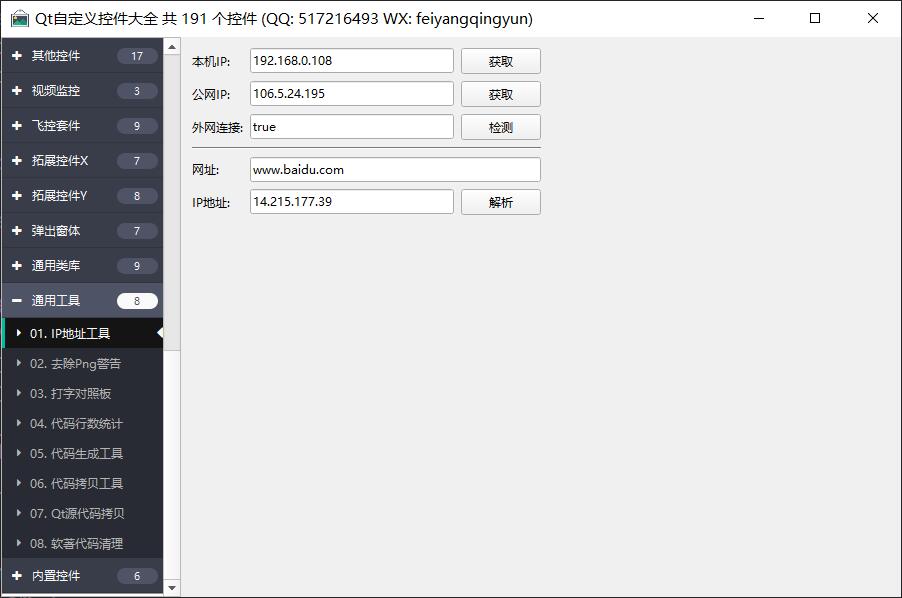 Qt自定义控件大全 共 191 个控件 (QQ: 517216493 WX: feiyangqingyun)
其他控件 17
视频监控 3
飞控套件 9
拓展控件X 7
拓展控件Y 8
弹出窗体 7
通用类库 9
通用工具 8
01. IP地址工具
02. 去除Png警告
03. 打字对照板
04. 代码行数统计
05. 代码生成工具
06. 代码拷贝工具
07. Qt源代码拷贝
08. 软著代码清理
内置控件 6
本机IP: 192.168.0.108 获取
公网IP: 106.5.24.195 获取
外网连接: true 检测
网址: www.baidu.com
IP地址: 14.215.177.39 解析